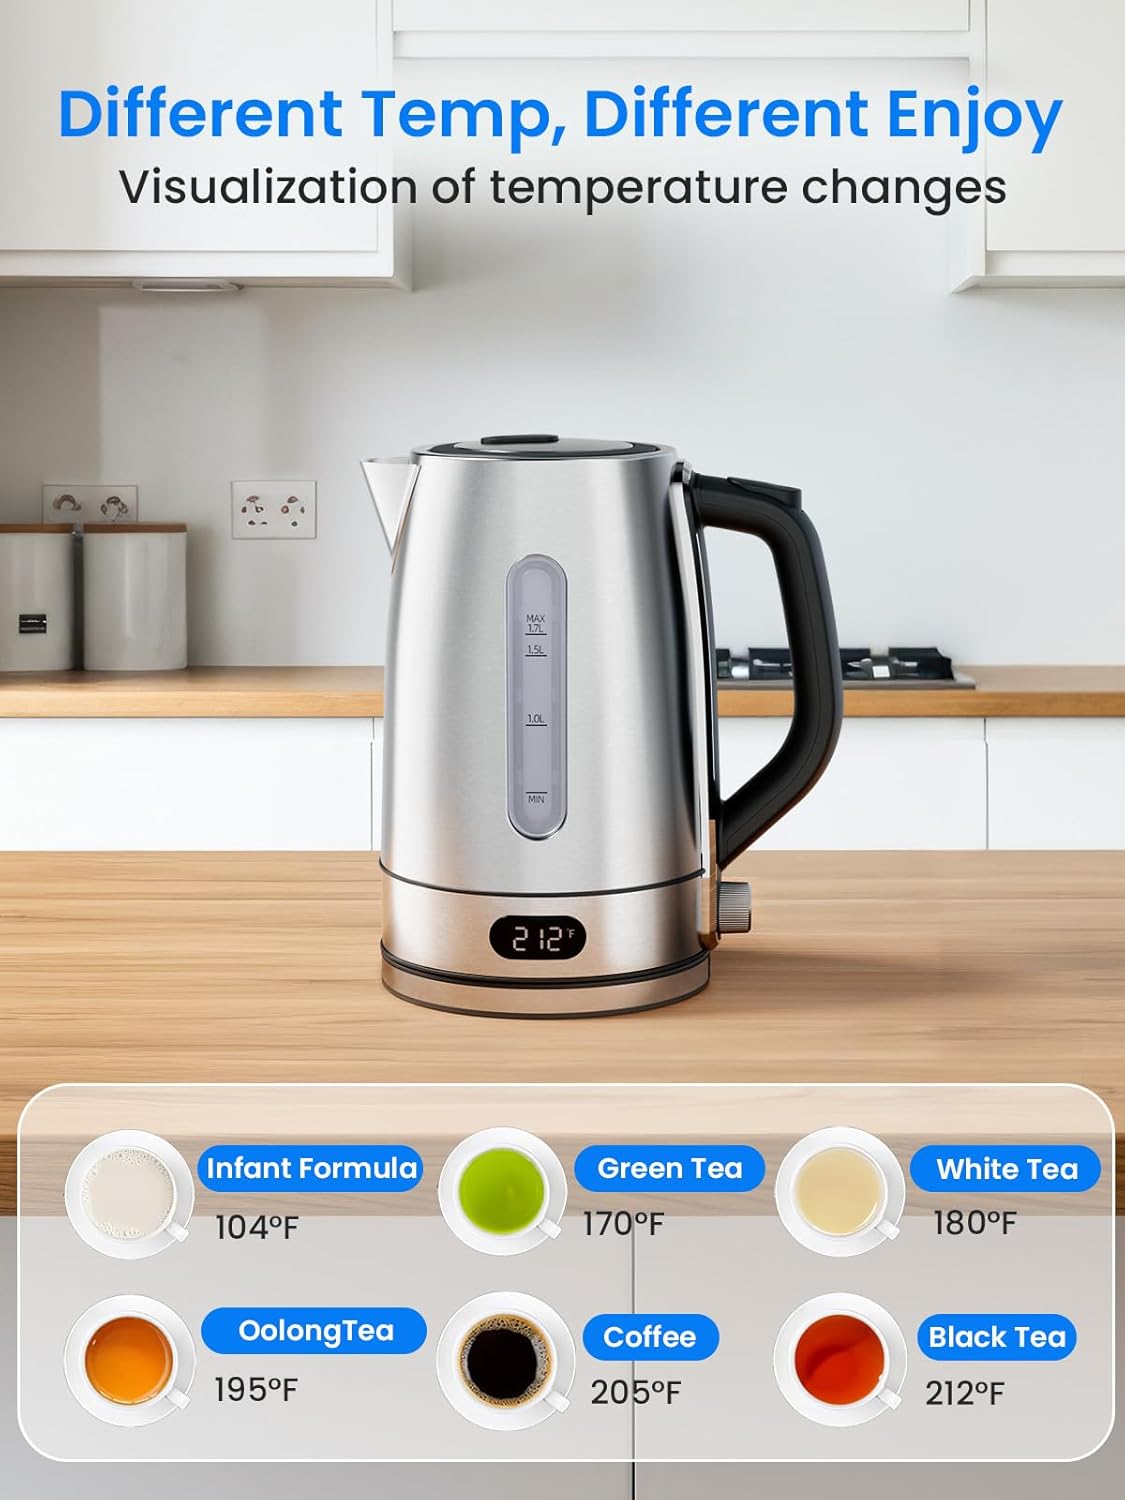 Different Temp, Different Enjoy
Visualization of temperature changes
MAX
1.7L
1.5L
1.0L
MIN
212°F
Infant Formula
104°F
Green Tea
170°F
White Tea
180°F
OolongTea
195°F
Coffee
205°F
Black Tea
212°F